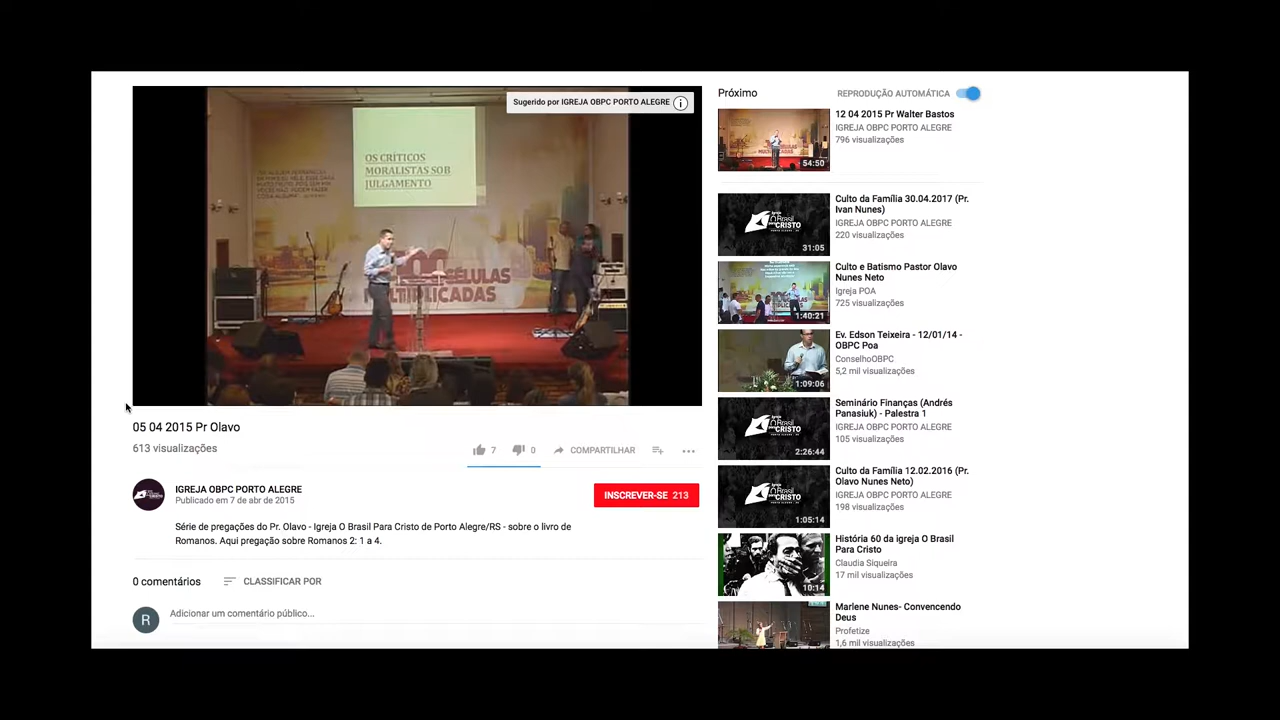 Sugerido por IGREJA OBPC PORTO ALEGRE
OS CRÍTICOS
MORALISTAS SOB
JULGAMENTO
CÉLULAS
MULTIPLICADAS
05 04 2015 Pr Olavo
613 visualizações
7
0
COMPARTILHAR
IGREJA OBPC PORTO ALEGRE
Publicado em 7 de abr de 2015
INSCREVER-SE 213
Série de pregações do Pr. Olavo - Igreja O Brasil Para Cristo de Porto Alegre/RS - sobre o livro de
Romanos. Aqui pregação sobre Romanos 2: 1 a 4.
0 comentários
CLASSIFICAR POR
R
Adicionar um comentário público...
Próximo
REPRODUÇÃO AUTOMÁTICA
54:50
12 04 2015 Pr Walter Bastos
IGREJA OBPC PORTO ALEGRE
796 visualizações
31:05
Culto da Família 30.04.2017 (Pr.
Ivan Nunes)
IGREJA OBPC PORTO ALEGRE
220 visualizações
1:40:21
Culto e Batismo Pastor Olavo
Nunes Neto
Igreja POA
725 visualizações
1:09:06
Ev. Edson Teixeira - 12/01/14 -
OBPC Poa
ConselhoOBPC
5,2 mil visualizações
2:26:44
Seminário Finanças (Andrés
Panasiuk) - Palestra 1
IGREJA OBPC PORTO ALEGRE
105 visualizações
1:05:14
Culto da Família 12.02.2016 (Pr.
Olavo Nunes Neto)
IGREJA OBPC PORTO ALEGRE
198 visualizações
10:14
História 60 da igreja O Brasil
Para Cristo
Claudia Siqueira
17 mil visualizações
Marlene Nunes- Convencendo
Deus
Profetize
1,6 mil visualizações